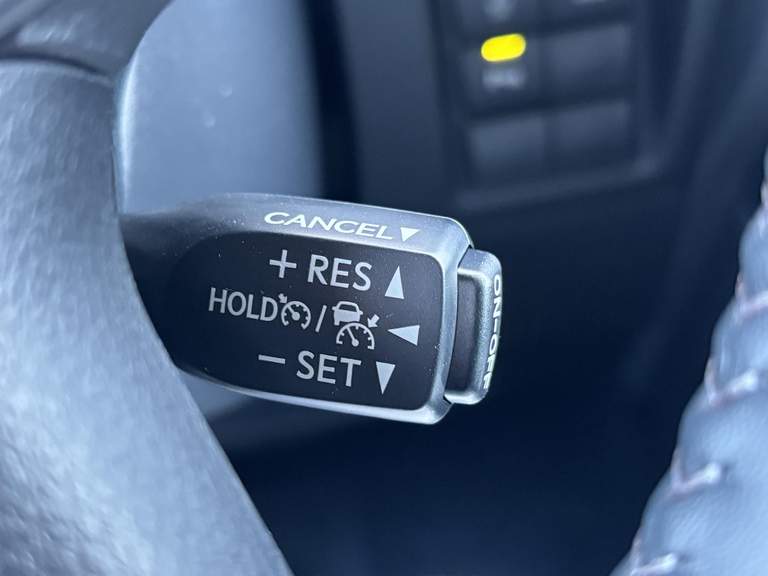 CANCEL▼
+ RES ▲
HOLD / ◀
− SET ▼
ON-OFF